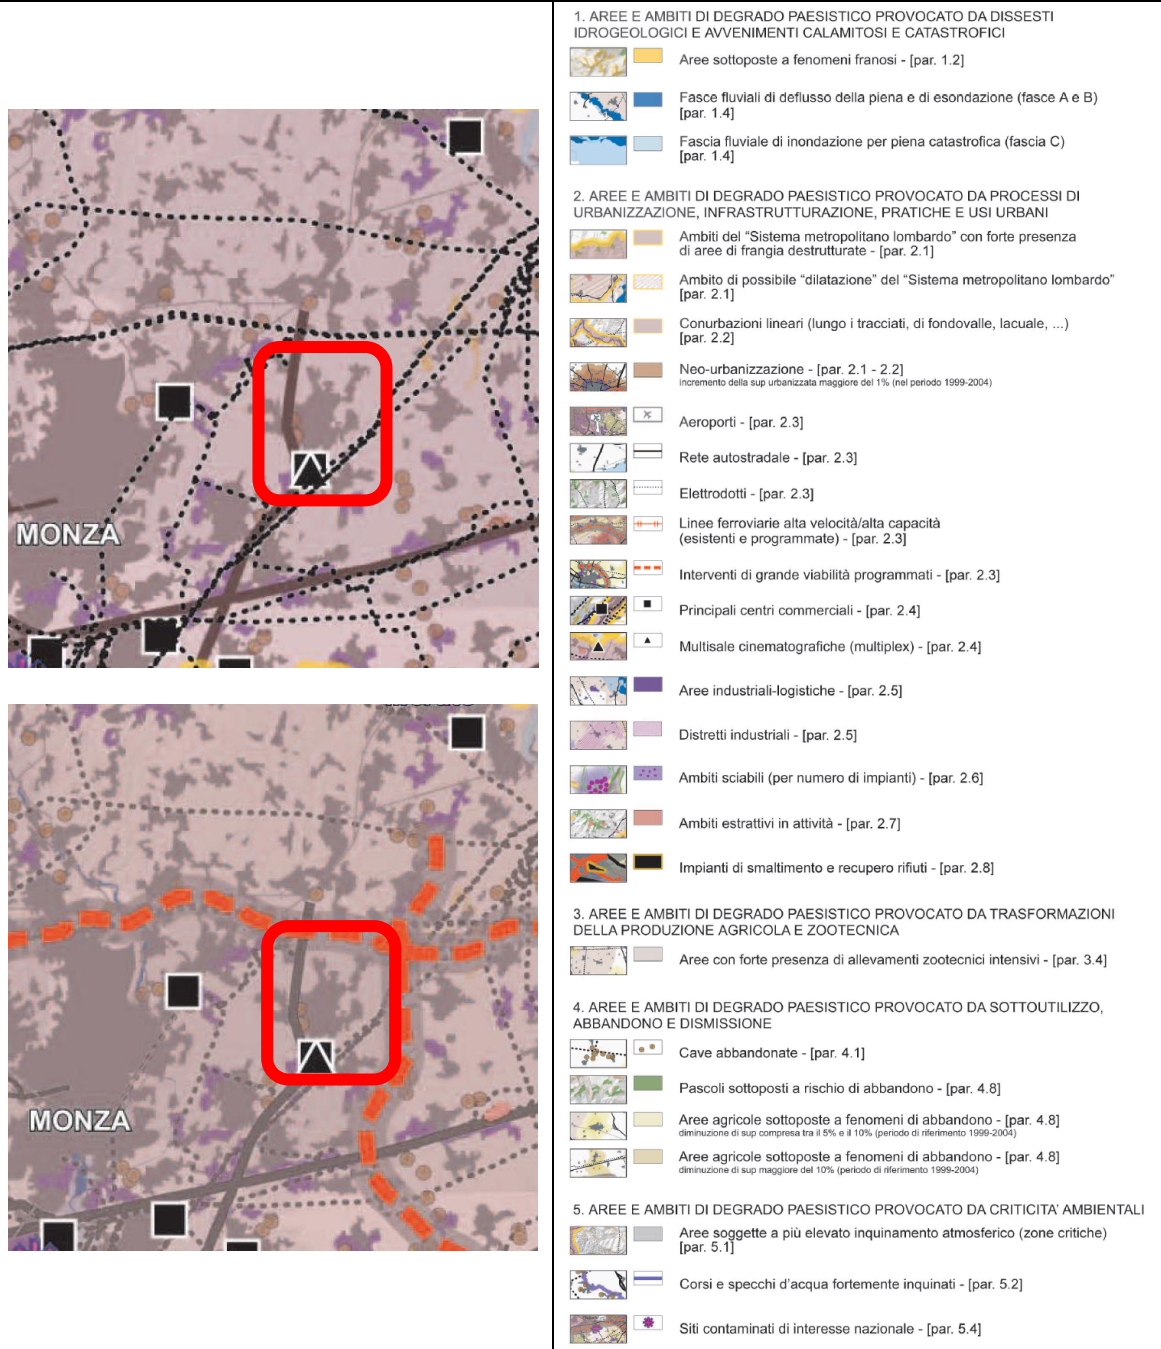 MONZA
MONZA
1. AREE E AMBITI DI DEGRADO PAESISTICO PROVOCATO DA DISSESTI
IDROGEOLOGICI E AVVENIMENTI CALAMITOSI E CATASTROFICI
Aree sottoposte a fenomeni franosi - [par. 1.2]
Fasce fluviali di deflusso della piena e di esondazione (fasce A e B)
[par. 1.4]
Fascia fluviale di inondazione per piena catastrofica (fascia C)
[par. 1.4]
2. AREE E AMBITI DI DEGRADO PAESISTICO PROVOCATO DA PROCESSI DI
URBANIZZAZIONE, INFRASTRUTTURAZIONE, PRATICHE E USI URBANI
Ambiti del "Sistema metropolitano lombardo" con forte presenza
di aree di frangia destrutturate - [par. 2.1]
Ambito di possibile "dilatazione" del "Sistema metropolitano lombardo"
[par. 2.1]
Conurbazioni lineari (lungo i tracciati, di fondovalle, lacuale, ...)
[par. 2.2]
Neo-urbanizzazione - [par. 2.1 - 2.2]
incremento della sup urbanizzata maggiore del 1% (nel periodo 1999-2004)
Aeroporti - [par. 2.3]
Rete autostradale - [par. 2.3]
Elettrodotti - [par. 2.3]
Linee ferroviarie alta velocità/alta capacità
(esistenti e programmate) - [par. 2.3]
Interventi di grande viabilità programmati - [par. 2.3]
Principali centri commerciali - [par. 2.4]
Multisale cinematografiche (multiplex) - [par. 2.4]
Aree industriali-logistiche - [par. 2.5]
Distretti industriali - [par. 2.5]
Ambiti sciabili (per numero di impianti) - [par. 2.6]
Ambiti estrattivi in attività - [par. 2.7]
Impianti di smaltimento e recupero rifiuti - [par. 2.8]
3. AREE E AMBITI DI DEGRADO PAESISTICO PROVOCATO DA TRASFORMAZIONI
DELLA PRODUZIONE AGRICOLA E ZOOTECNICA
Aree con forte presenza di allevamenti zootecnici intensivi - [par. 3.4]
4. AREE E AMBITI DI DEGRADO PAESISTICO PROVOCATO DA SOTTOUTILIZZO,
ABBANDONO E DISMISSIONE
Cave abbandonate - [par. 4.1]
Pascoli sottoposti a rischio di abbandono - [par. 4.8]
Aree agricole sottoposte a fenomeni di abbandono - [par. 4.8]
diminuzione di sup compresa tra il 5% e il 10% (periodo di riferimento 1999-2004)
Aree agricole sottoposte a fenomeni di abbandono - [par. 4.8]
diminuzione di sup maggiore del 10% (periodo di riferimento 1999-2004)
5. AREE E AMBITI DI DEGRADO PAESISTICO PROVOCATO DA CRITICITA' AMBIENTALI
Aree soggette a più elevato inquinamento atmosferico (zone critiche)
[par. 5.1]
Corsi e specchi d'acqua fortemente inquinati - [par. 5.2]
Siti contaminati di interesse nazionale - [par. 5.4]